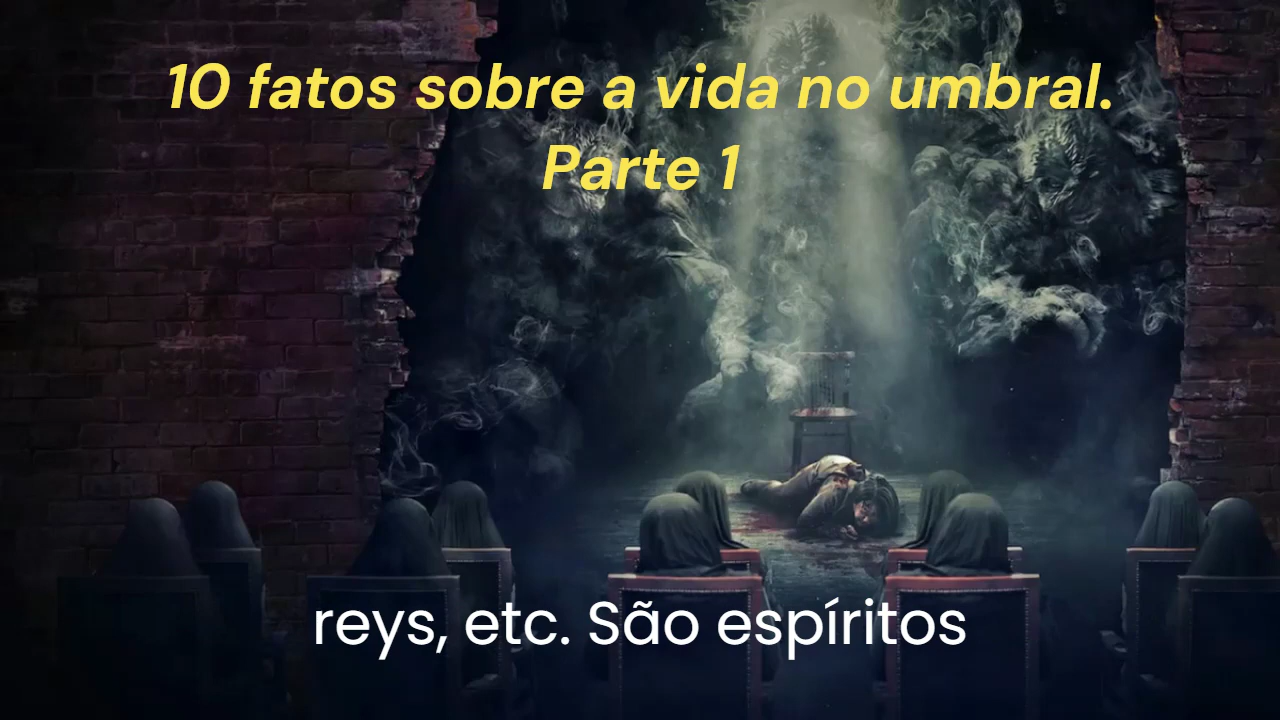 10 fatos sobre a vida no umbral.
Parte 1
reys, etc. São espíritos